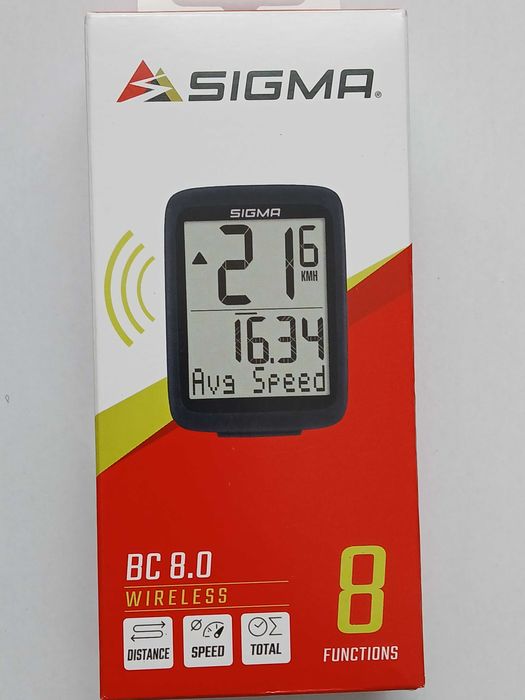 SIGMA®
SIGMA
216
KMH
16.34
Avg Speed
BC 8.0
WIRELESS
8
FUNCTIONS
DISTANCE
SPEED
TOTAL